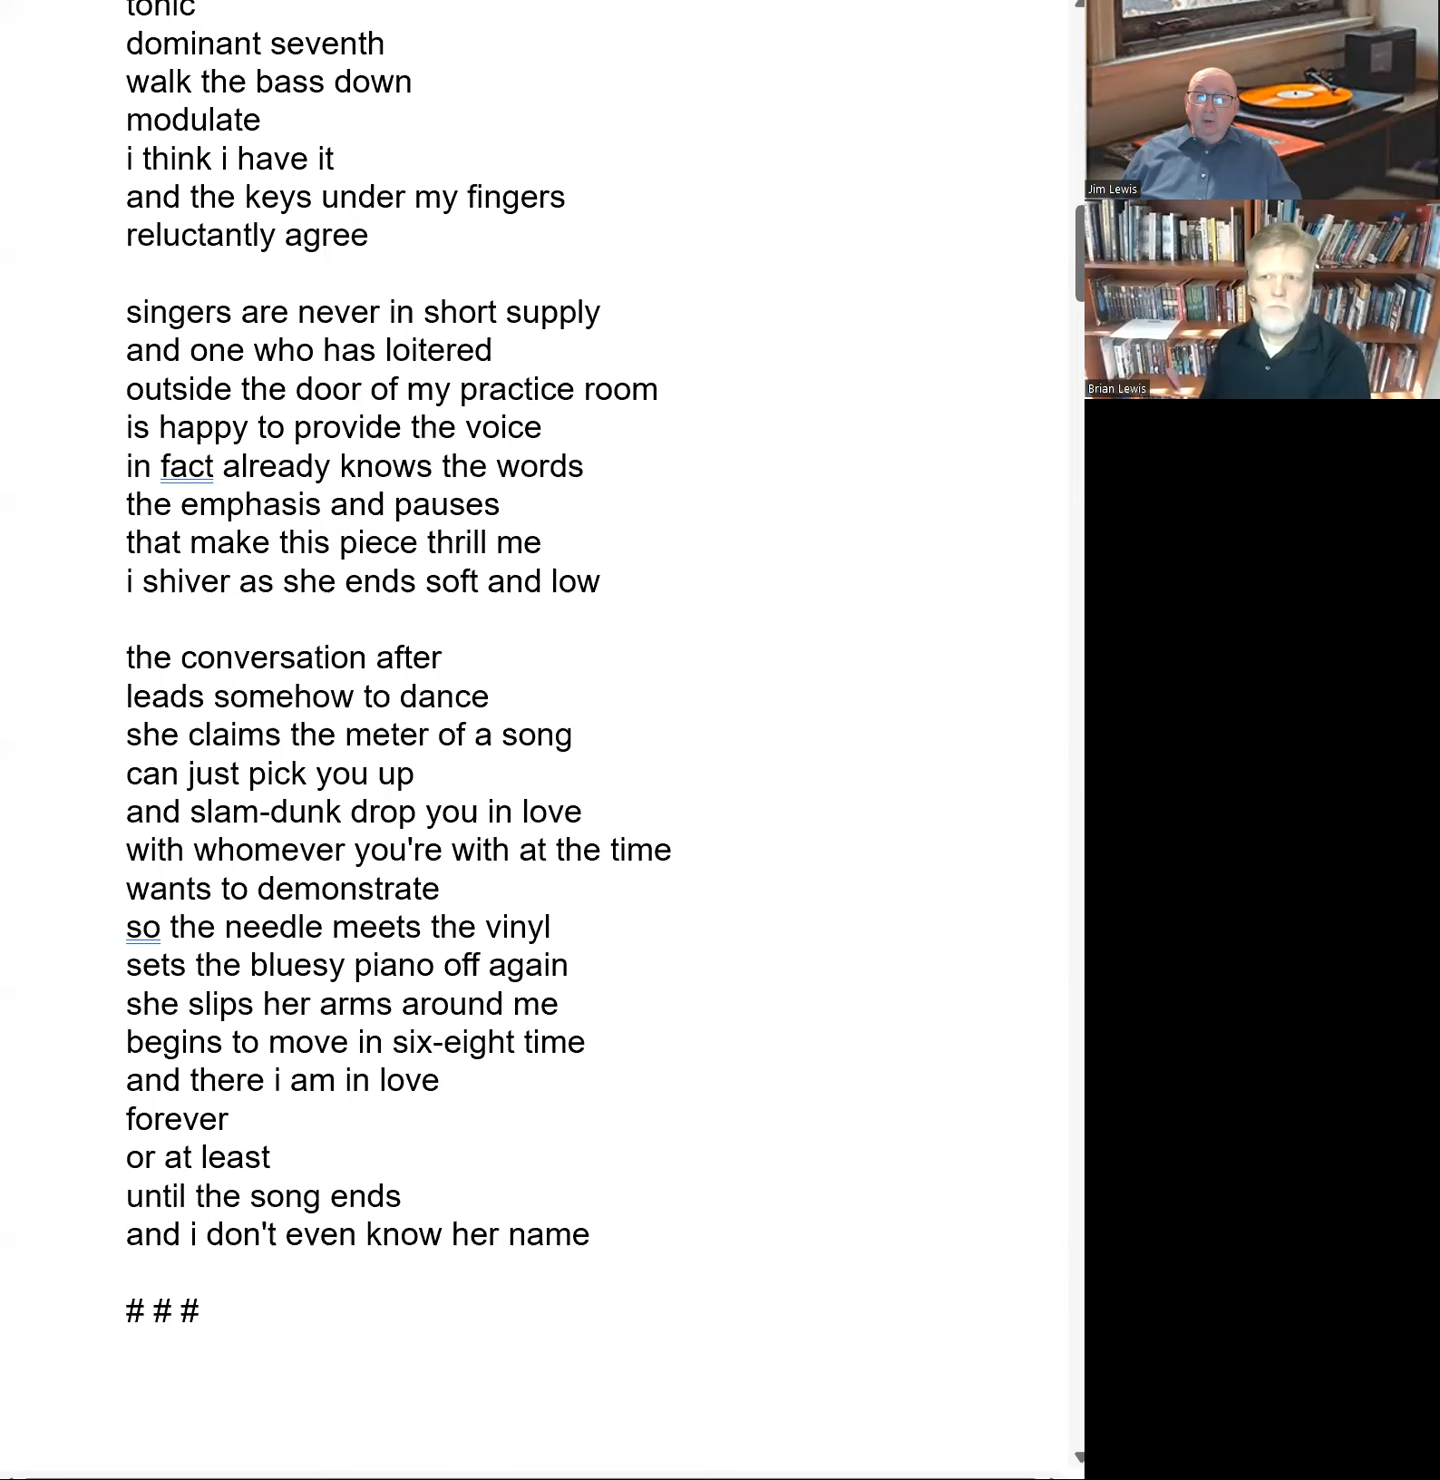 tonic
dominant seventh
walk the bass down
modulate
i think i have it
and the keys under my fingers
reluctantly agree
singers are never in short supply
and one who has loitered
outside the door of my practice room
is happy to provide the voice
in fact already knows the words
the emphasis and pauses
that make this piece thrill me
i shiver as she ends soft and low
the conversation after
leads somehow to dance
she claims the meter of a song
can just pick you up
and slam-dunk drop you in love
with whomever you're with at the time
wants to demonstrate
so the needle meets the vinyl
sets the bluesy piano off again
she slips her arms around me
begins to move in six-eight time
and there i am in love
forever
or at least
until the song ends
and i don't even know her name
# # #
Jim Lewis
Brian Lewis